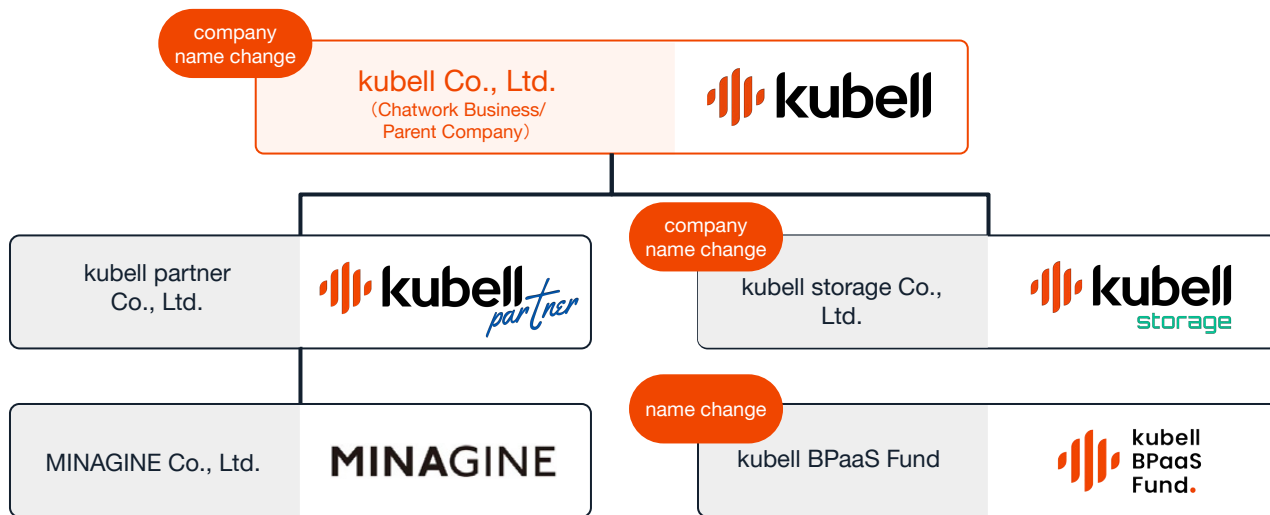 company
name change
kubell Co., Ltd.
（Chatwork Business/
Parent Company）
kubell
kubell partner
Co., Ltd.
kubell
partner
company
name change
kubell storage Co.,
Ltd.
kubell
storage
MINAGINE Co., Ltd.
MINAGINE
name change
kubell BPaaS Fund
kubell
BPaaS
Fund.